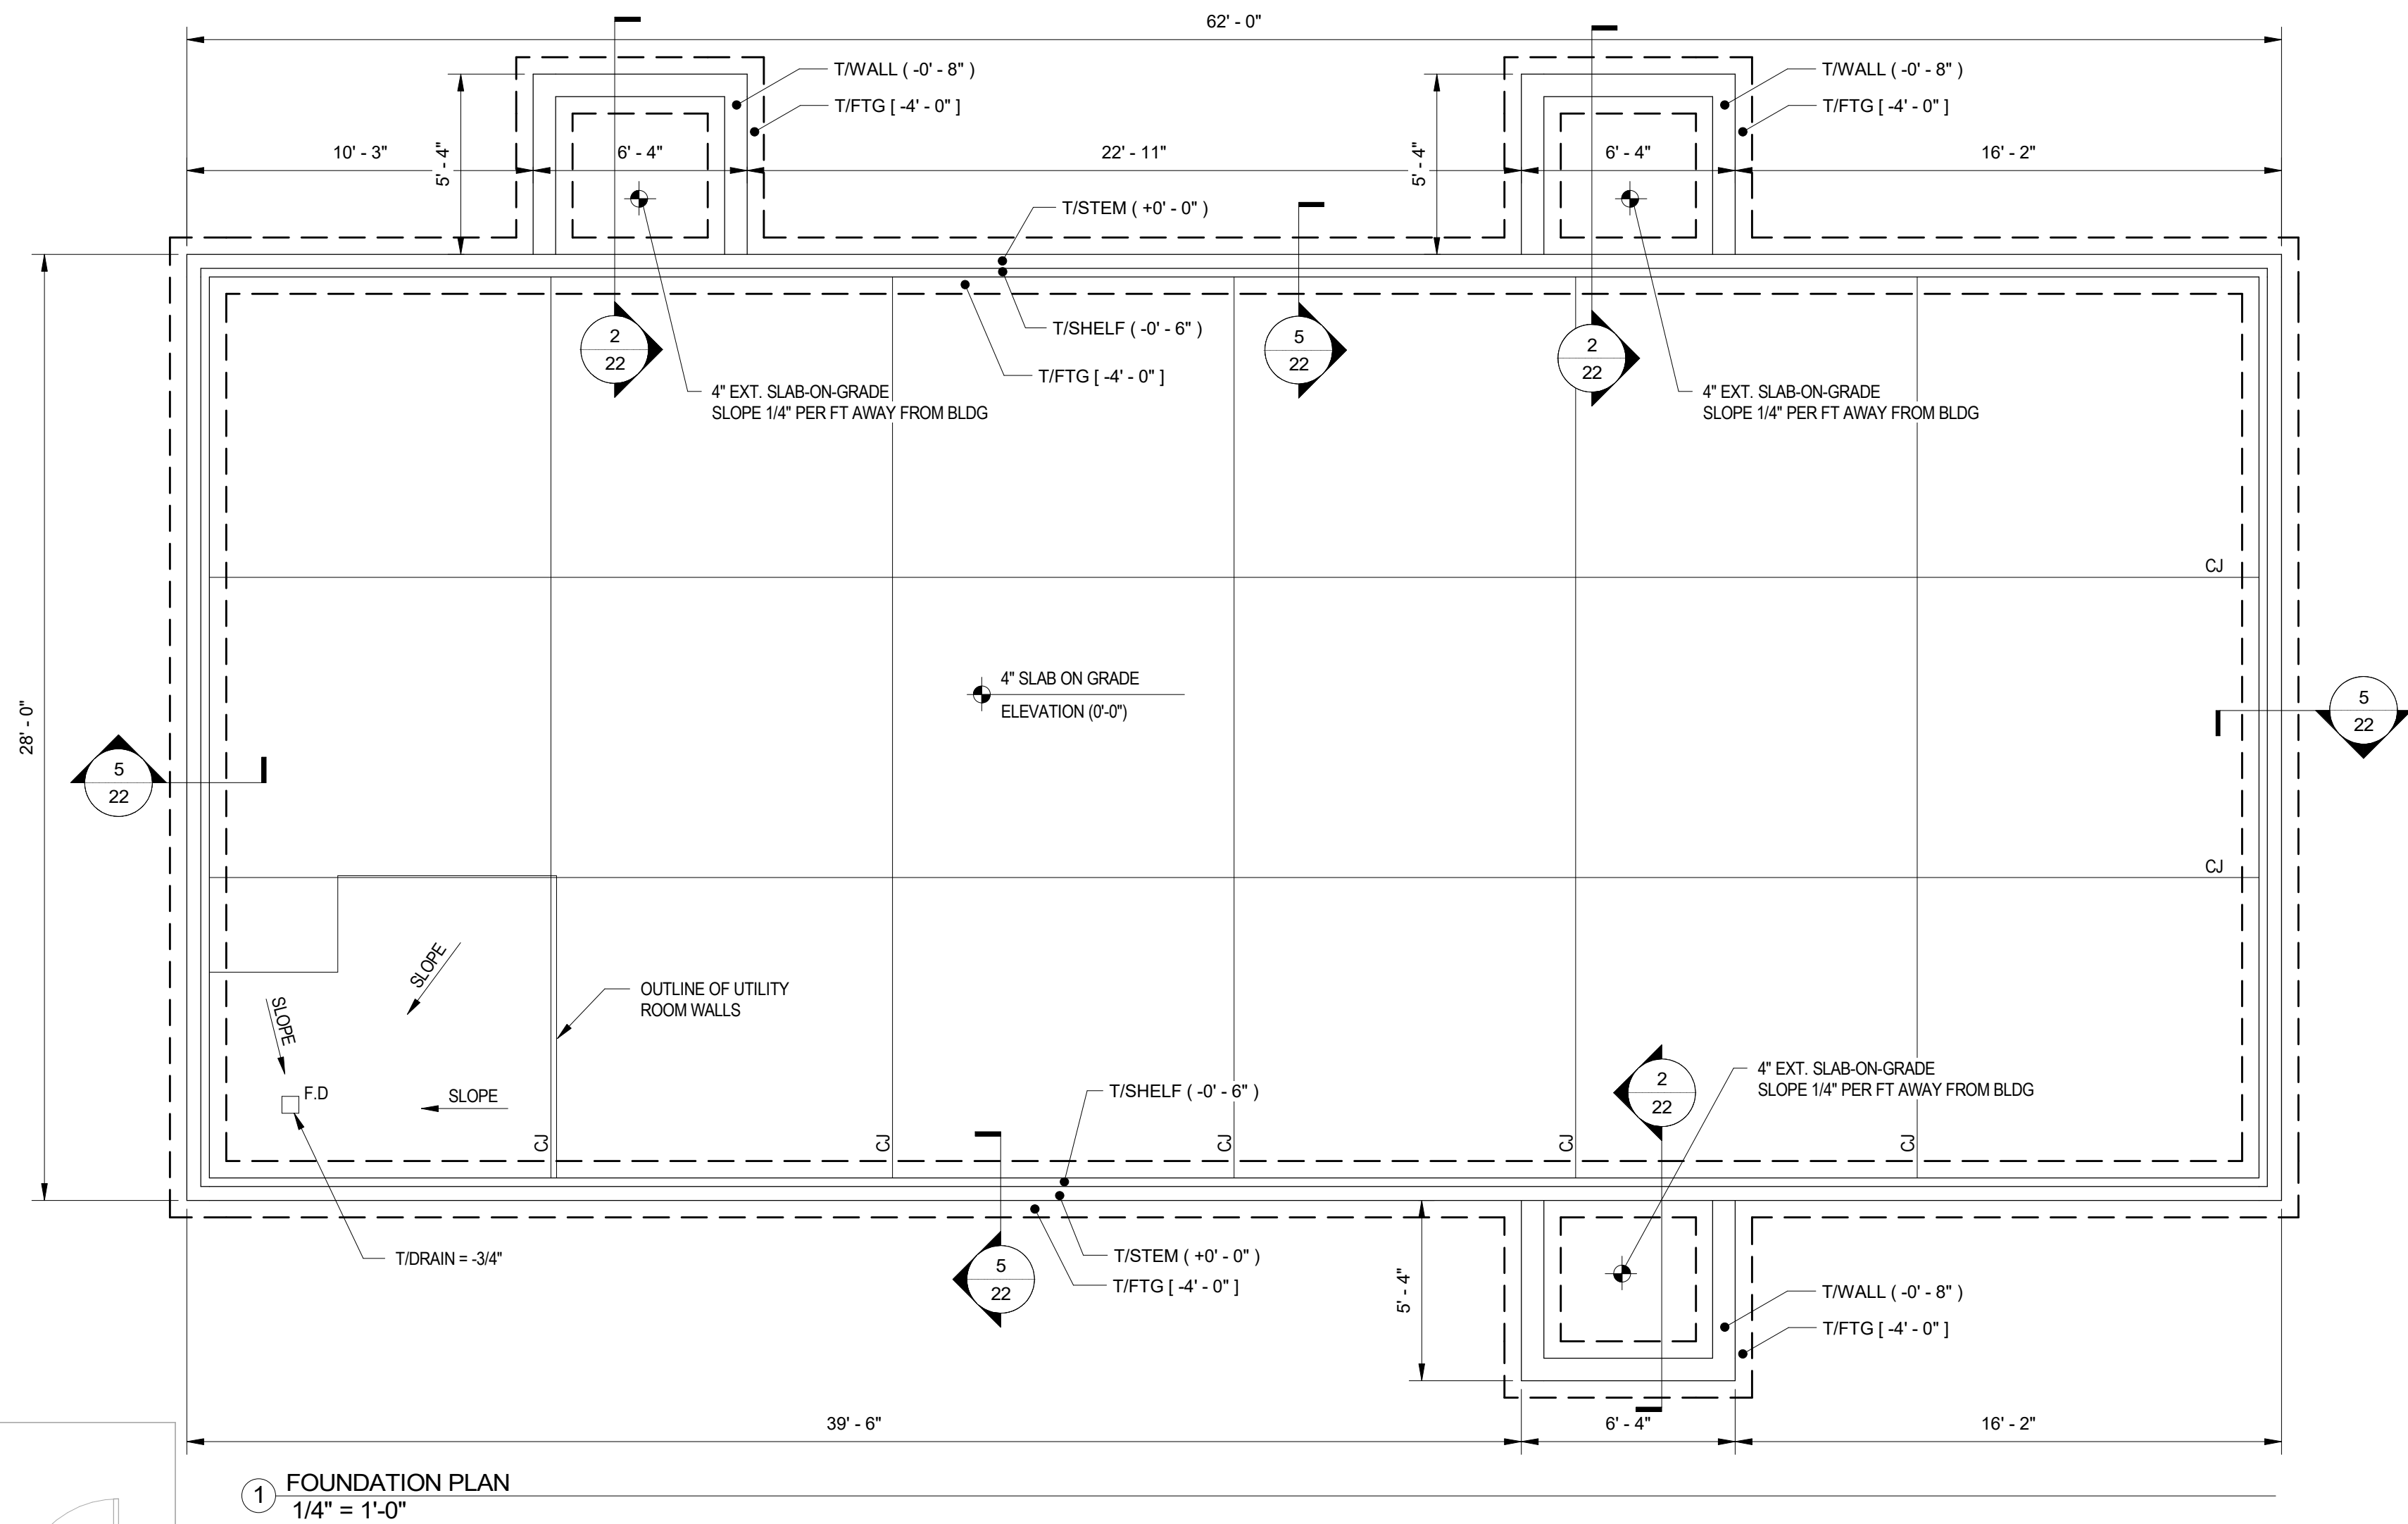 62' - 0"
T/WALL ( -0' - 8" )
T/WALL ( -0' - 8" )
T/FTG [ -4' - 0" ]
T/FTG [ -4' - 0" ]
10' - 3"
5' - 4"
6' - 4"
22' - 11"
5' - 4"
6' - 4"
16' - 2"
T/STEM ( +0' - 0" )
T/SHELF ( -0' - 6" )
T/FTG [ -4' - 0" ]
2
22
5
22
2
22
4" EXT. SLAB-ON-GRADE
SLOPE 1/4" PER FT AWAY FROM BLDG
4" EXT. SLAB-ON-GRADE
SLOPE 1/4" PER FT AWAY FROM BLDG
CJ
4" SLAB ON GRADE
ELEVATION (0'-0")
28' - 0"
5
22
5
22
CJ
SLOPE
SLOPE
OUTLINE OF UTILITY
ROOM WALLS
F.D
SLOPE
T/SHELF ( -0' - 6" )
2
22
4" EXT. SLAB-ON-GRADE
SLOPE 1/4" PER FT AWAY FROM BLDG
CJ
CJ
CJ
CJ
CJ
T/DRAIN = -3/4"
5
22
T/STEM ( +0' - 0" )
T/FTG [ -4' - 0" ]
5' - 4"
T/WALL ( -0' - 8" )
T/FTG [ -4' - 0" ]
39' - 6"
6' - 4"
16' - 2"
1
FOUNDATION PLAN
1/4" = 1'-0"